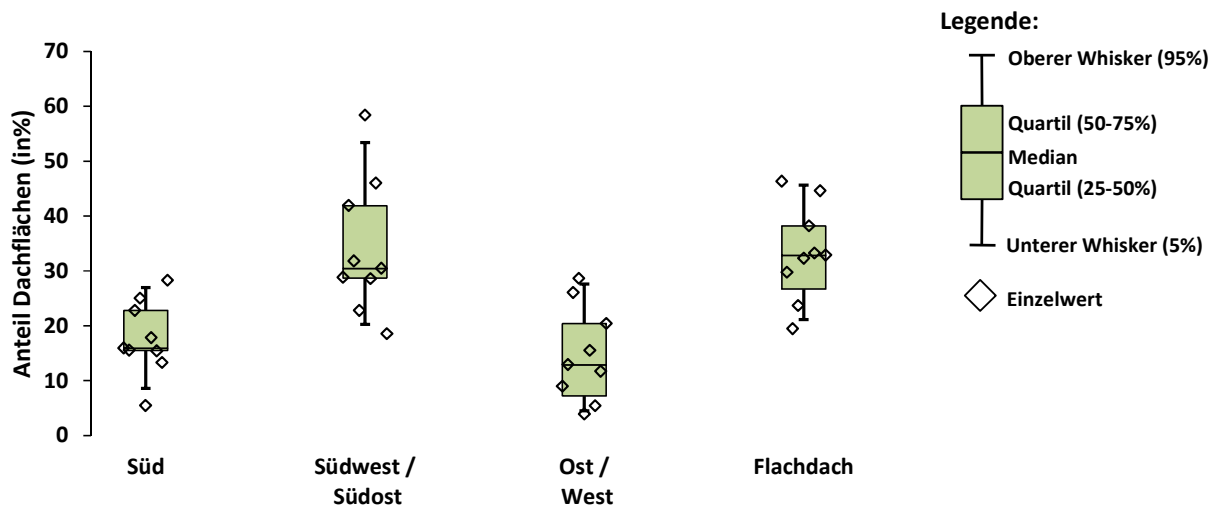 Legende:
Oberer Whisker (95%)
Quartil (50-75%)
Median
Quartil (25-50%)
Unterer Whisker (5%)
Einzelwert
Anteil Dachflächen (in%)
70
60
50
40
30
20
10
0
Süd
Südwest /
Südost
Ost /
West
Flachdach